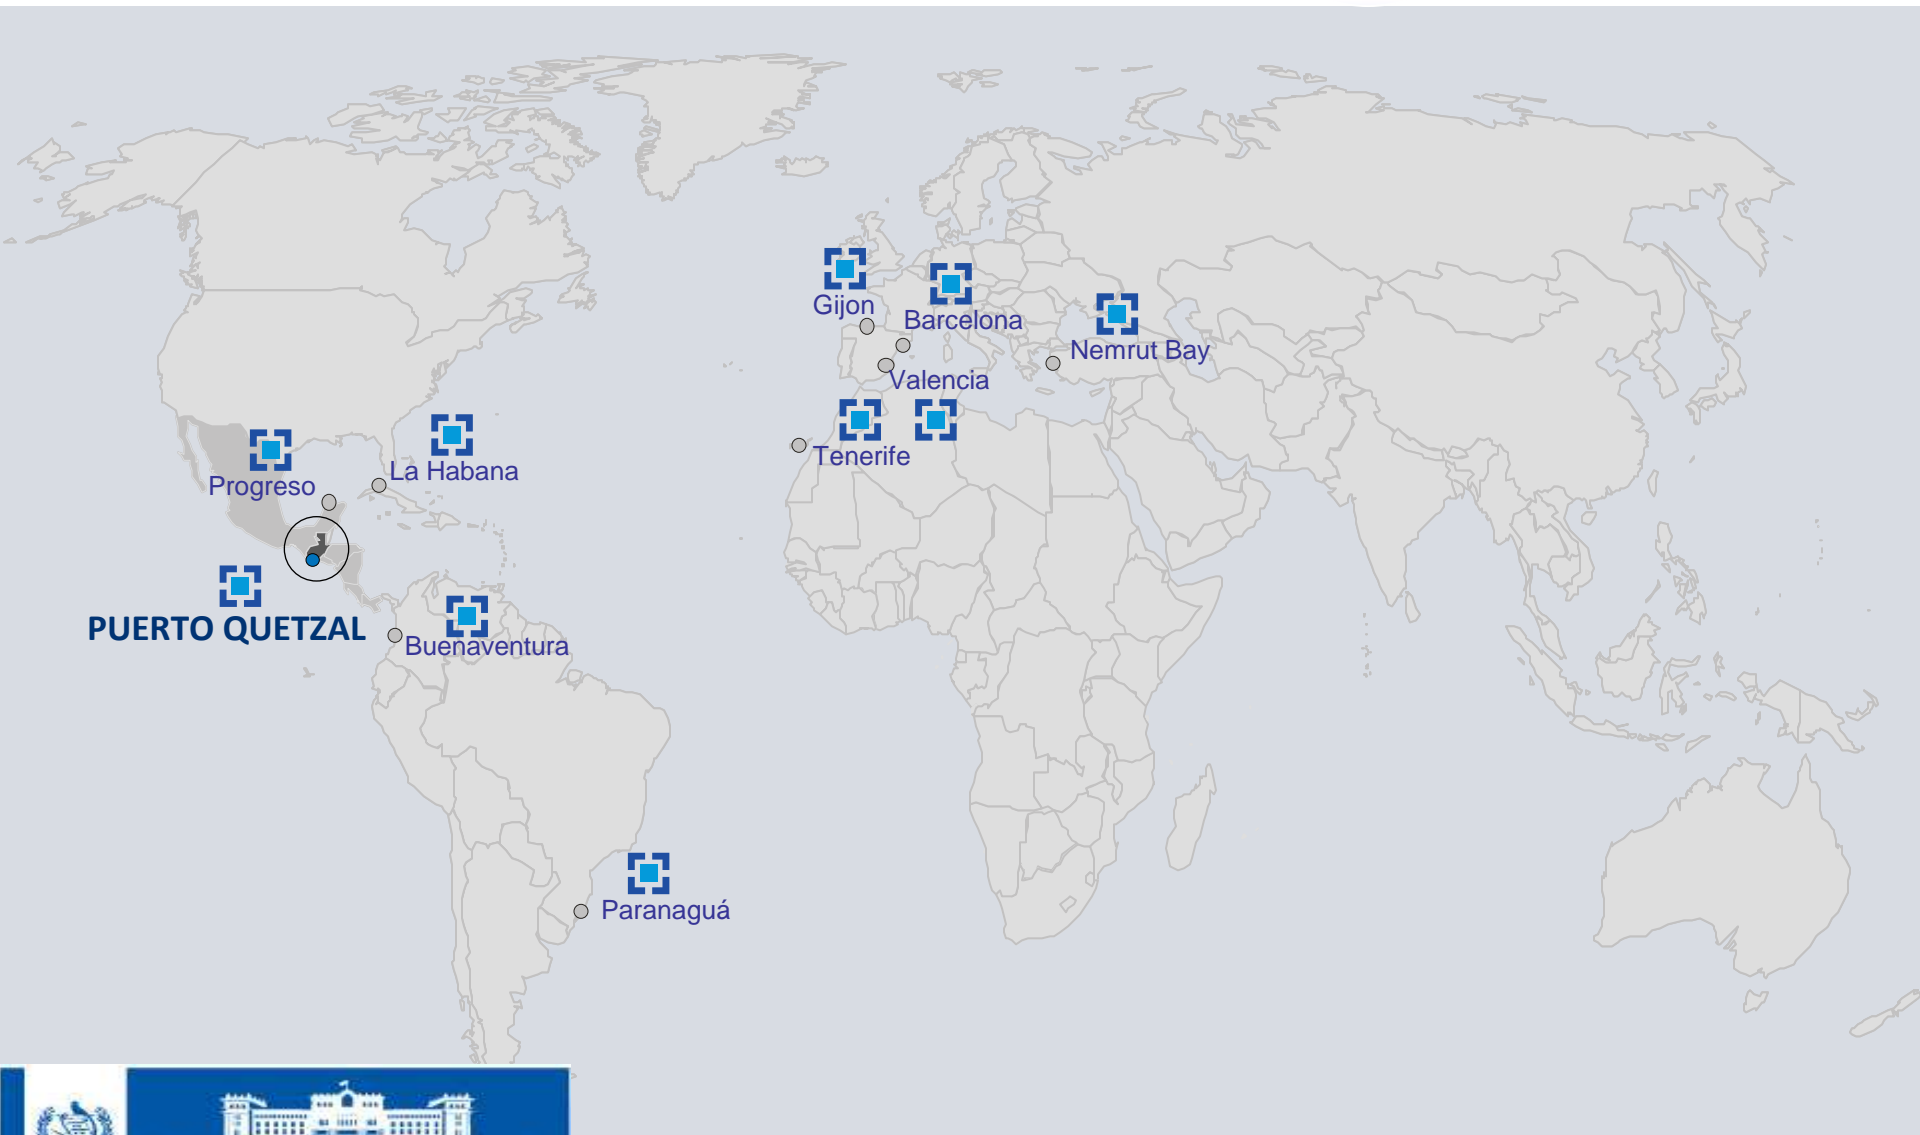 Gijon
Barcelona
Nemrut Bay
Valencia
Tenerife
La Habana
Progreso
PUERTO QUETZAL
Buenaventura
Paranaguá